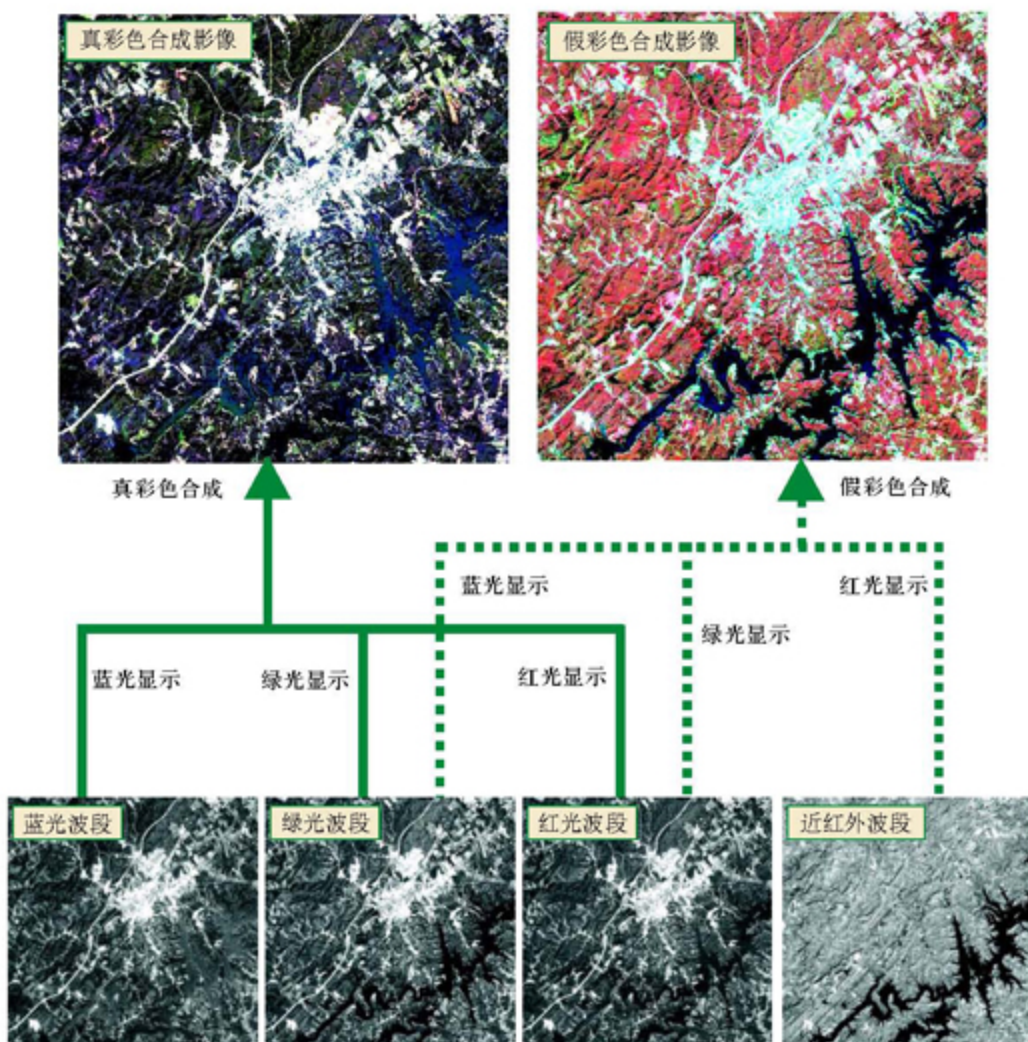 真彩色合成影像
假彩色合成影像
真彩色合成
假彩色合成
蓝光显示
红光显示
绿光显示
蓝光显示
绿光显示
红光显示
蓝光波段
绿光波段
红光波段
近红外波段